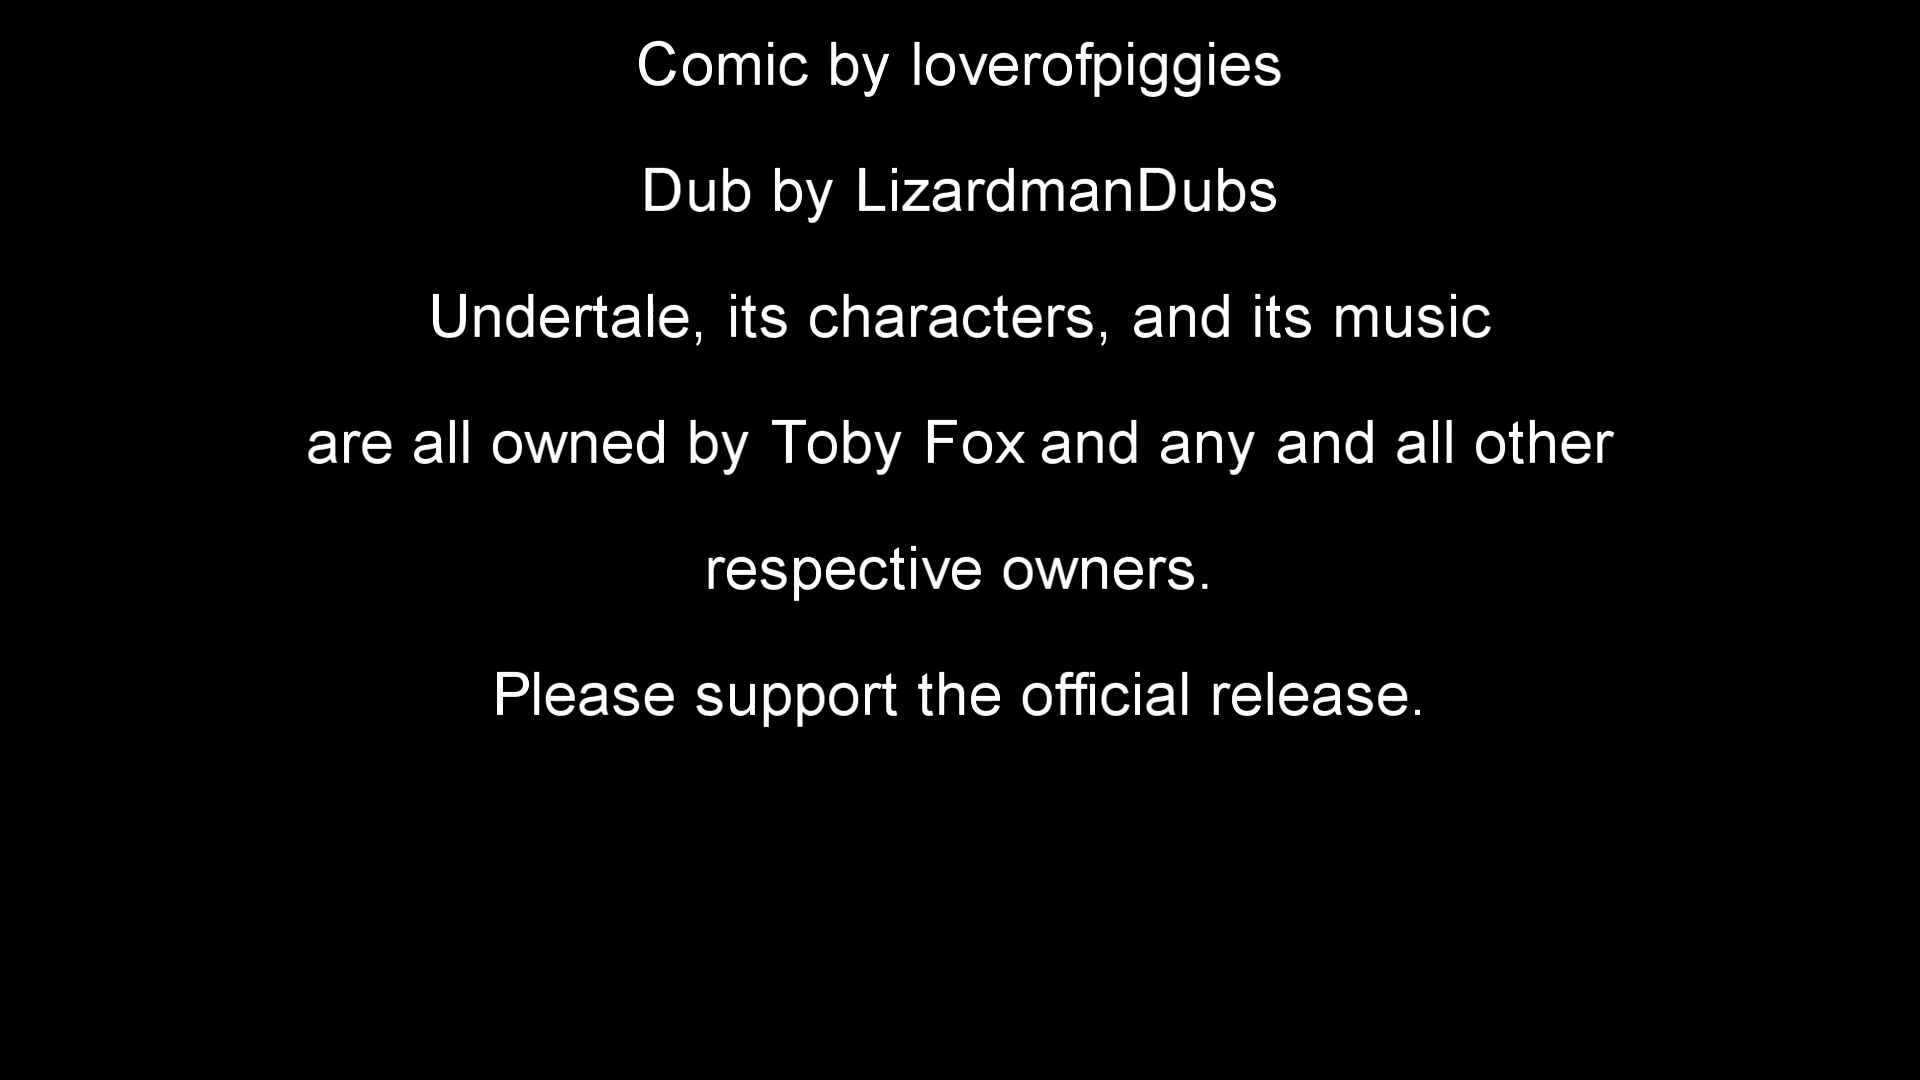 Comic by loverofpiggies
Dub by LizardmanDubs
Undertale, its characters, and its music
are all owned by Toby Fox and any and all other
respective owners.
Please support the official release.